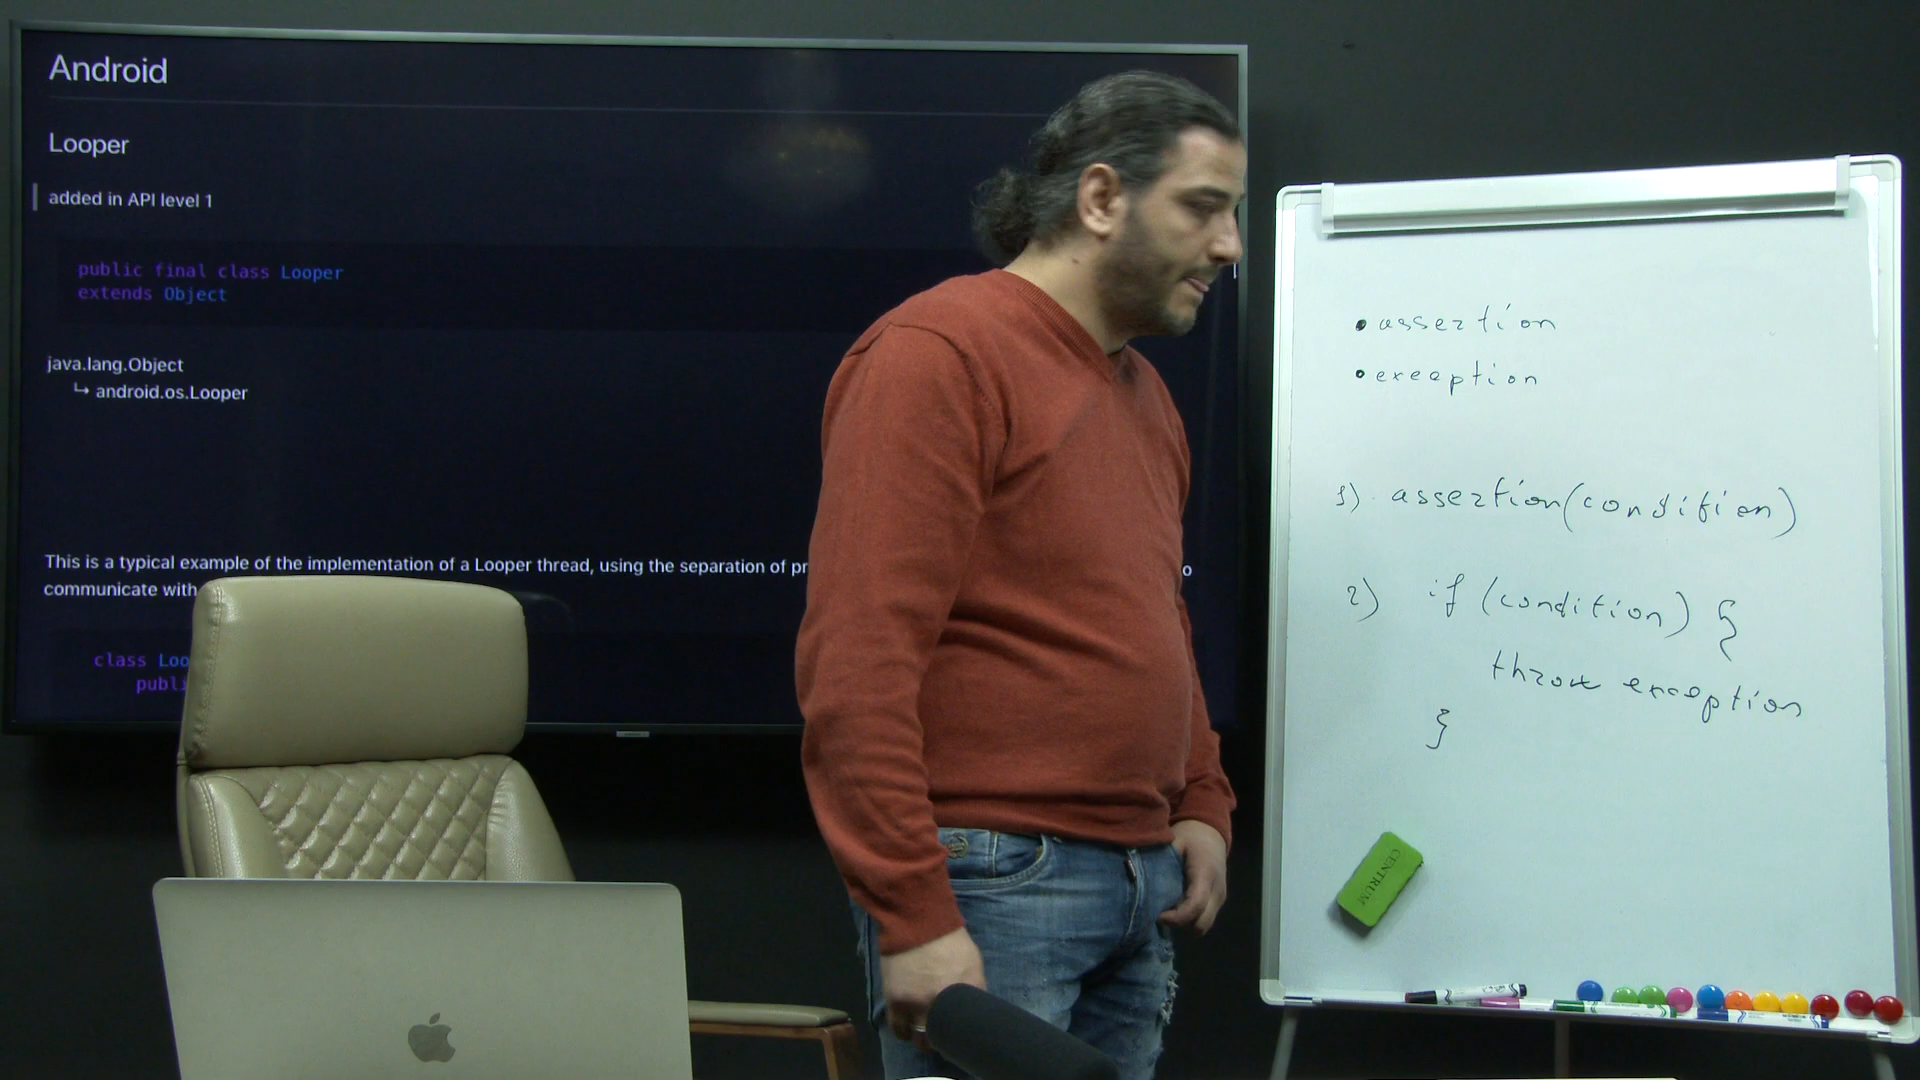 Android
Looper
added in API level 1
public final class Looper
extends Object
java.lang.Object
↳ android.os.Looper
This is a typical example of the implementation of a Looper thread, using the separation of pr
o
communicate with
class Loo
publi
• assertion
• exception
1) assertion(condition)
2) if (condition) {
throw exception
}
CENTRUM